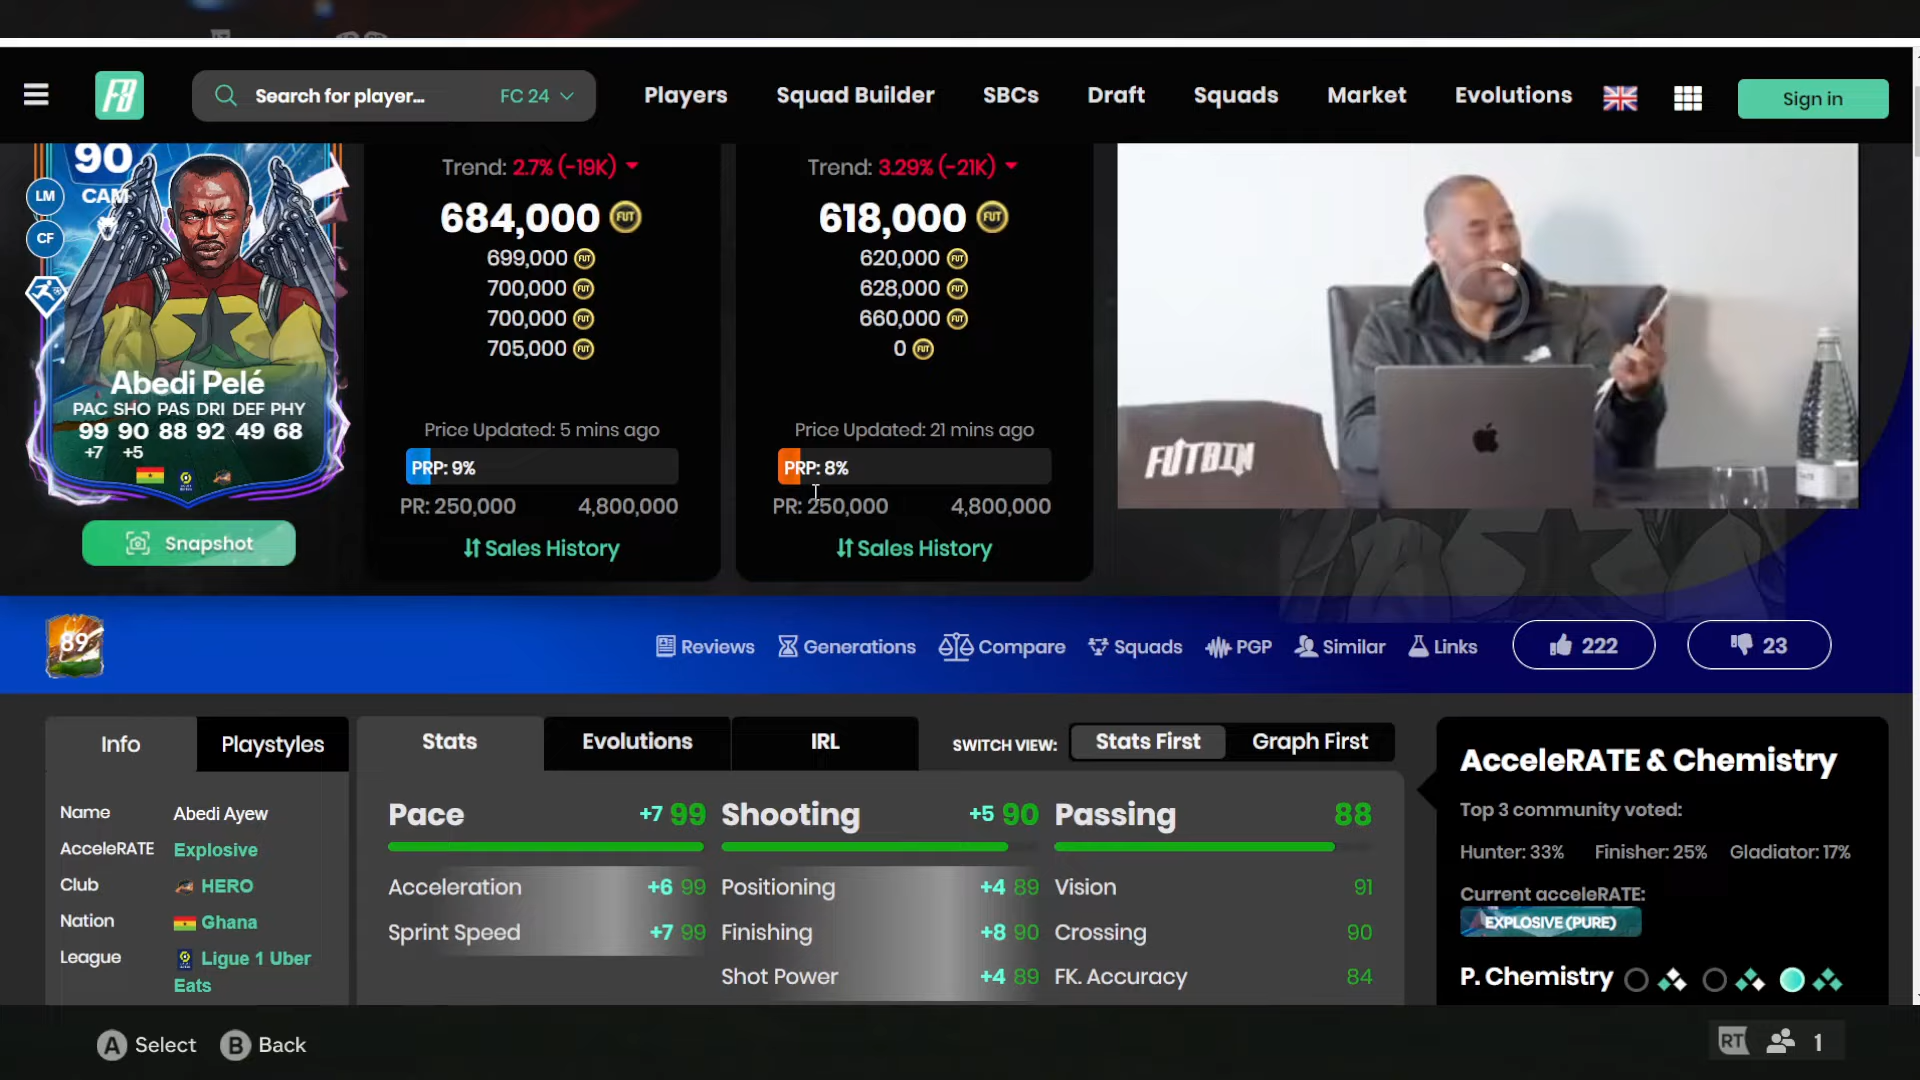 Search for player...
FC 24
Players
Squad Builder
SBCs
Draft
Squads
Market
Evolutions
Sign in
90
CAM
LM
CF
Abedi Pelé
PAC SHO PAS DRI DEF PHY
99 90 88 92 49 68
+7 +5
Snapshot
Trend: 2.7% (-19K)
684,000
699,000
700,000
700,000
705,000
Price Updated: 5 mins ago
PRP: 9%
PR: 250,000 4,800,000
Sales History
Trend: 3.29% (-21K)
618,000
620,000
628,000
660,000
0
Price Updated: 21 mins ago
PRP: 8%
PR: 250,000 4,800,000
Sales History
FUTBIN
89
Reviews
Generations
Compare
Squads
PGP
Similar
Links
222
23
Info
Playstyles
Name Abedi Ayew
AcceleRATE Explosive
Club HERO
Nation Ghana
League Ligue 1 Uber
Eats
Stats
Evolutions
IRL
SWITCH VIEW:
Stats First
Graph First
Pace +7 99
Acceleration +6 99
Sprint Speed +7 99
Shooting +5 90
Positioning +4 89
Finishing +8 90
Shot Power +4 89
Passing 88
Vision 91
Crossing 90
FK. Accuracy 84
AcceleRATE & Chemistry
Top 3 community voted:
Hunter: 33% Finisher: 25% Gladiator: 17%
Current acceleRATE:
EXPLOSIVE (PURE)
P. Chemistry
A Select B Back
RT 1